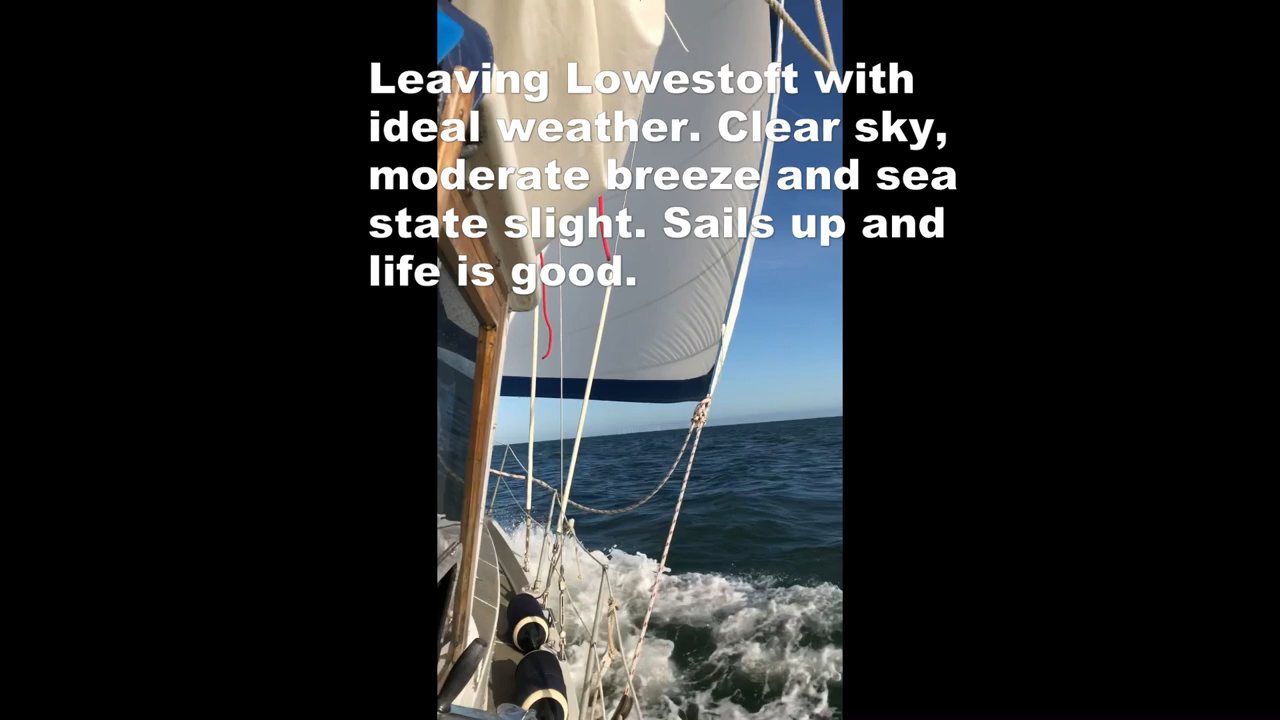 Leaving Lowestoft with
ideal weather. Clear sky,
moderate breeze and sea
state slight. Sails up and
life is good.